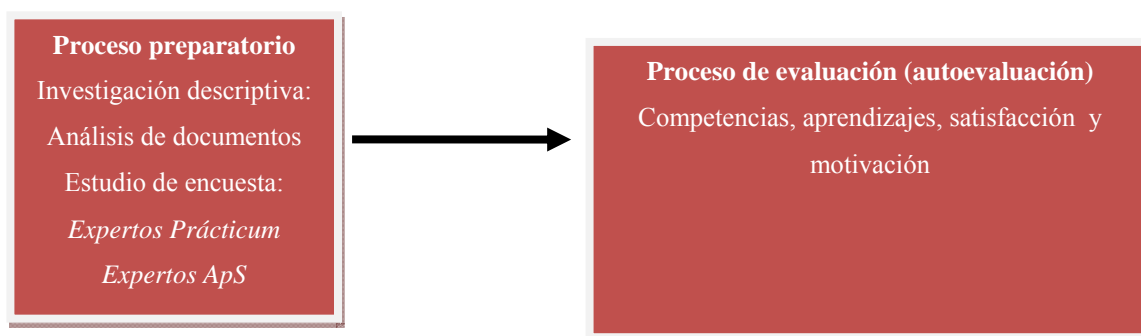 Proceso preparatorio
Investigación descriptiva:
Análisis de documentos
Estudio de encuesta:
Expertos Prácticum
Expertos ApS
Proceso de evaluación (autoevaluación)
Competencias, aprendizajes, satisfacción y
motivación